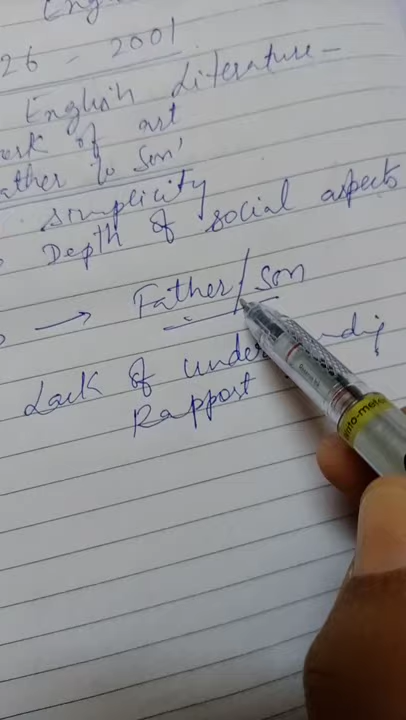 26 - 2001
English Literature -
work of art
Father to Son'
simplicity
Depth of social aspects
→ Father/Son
Lack of
Rapport